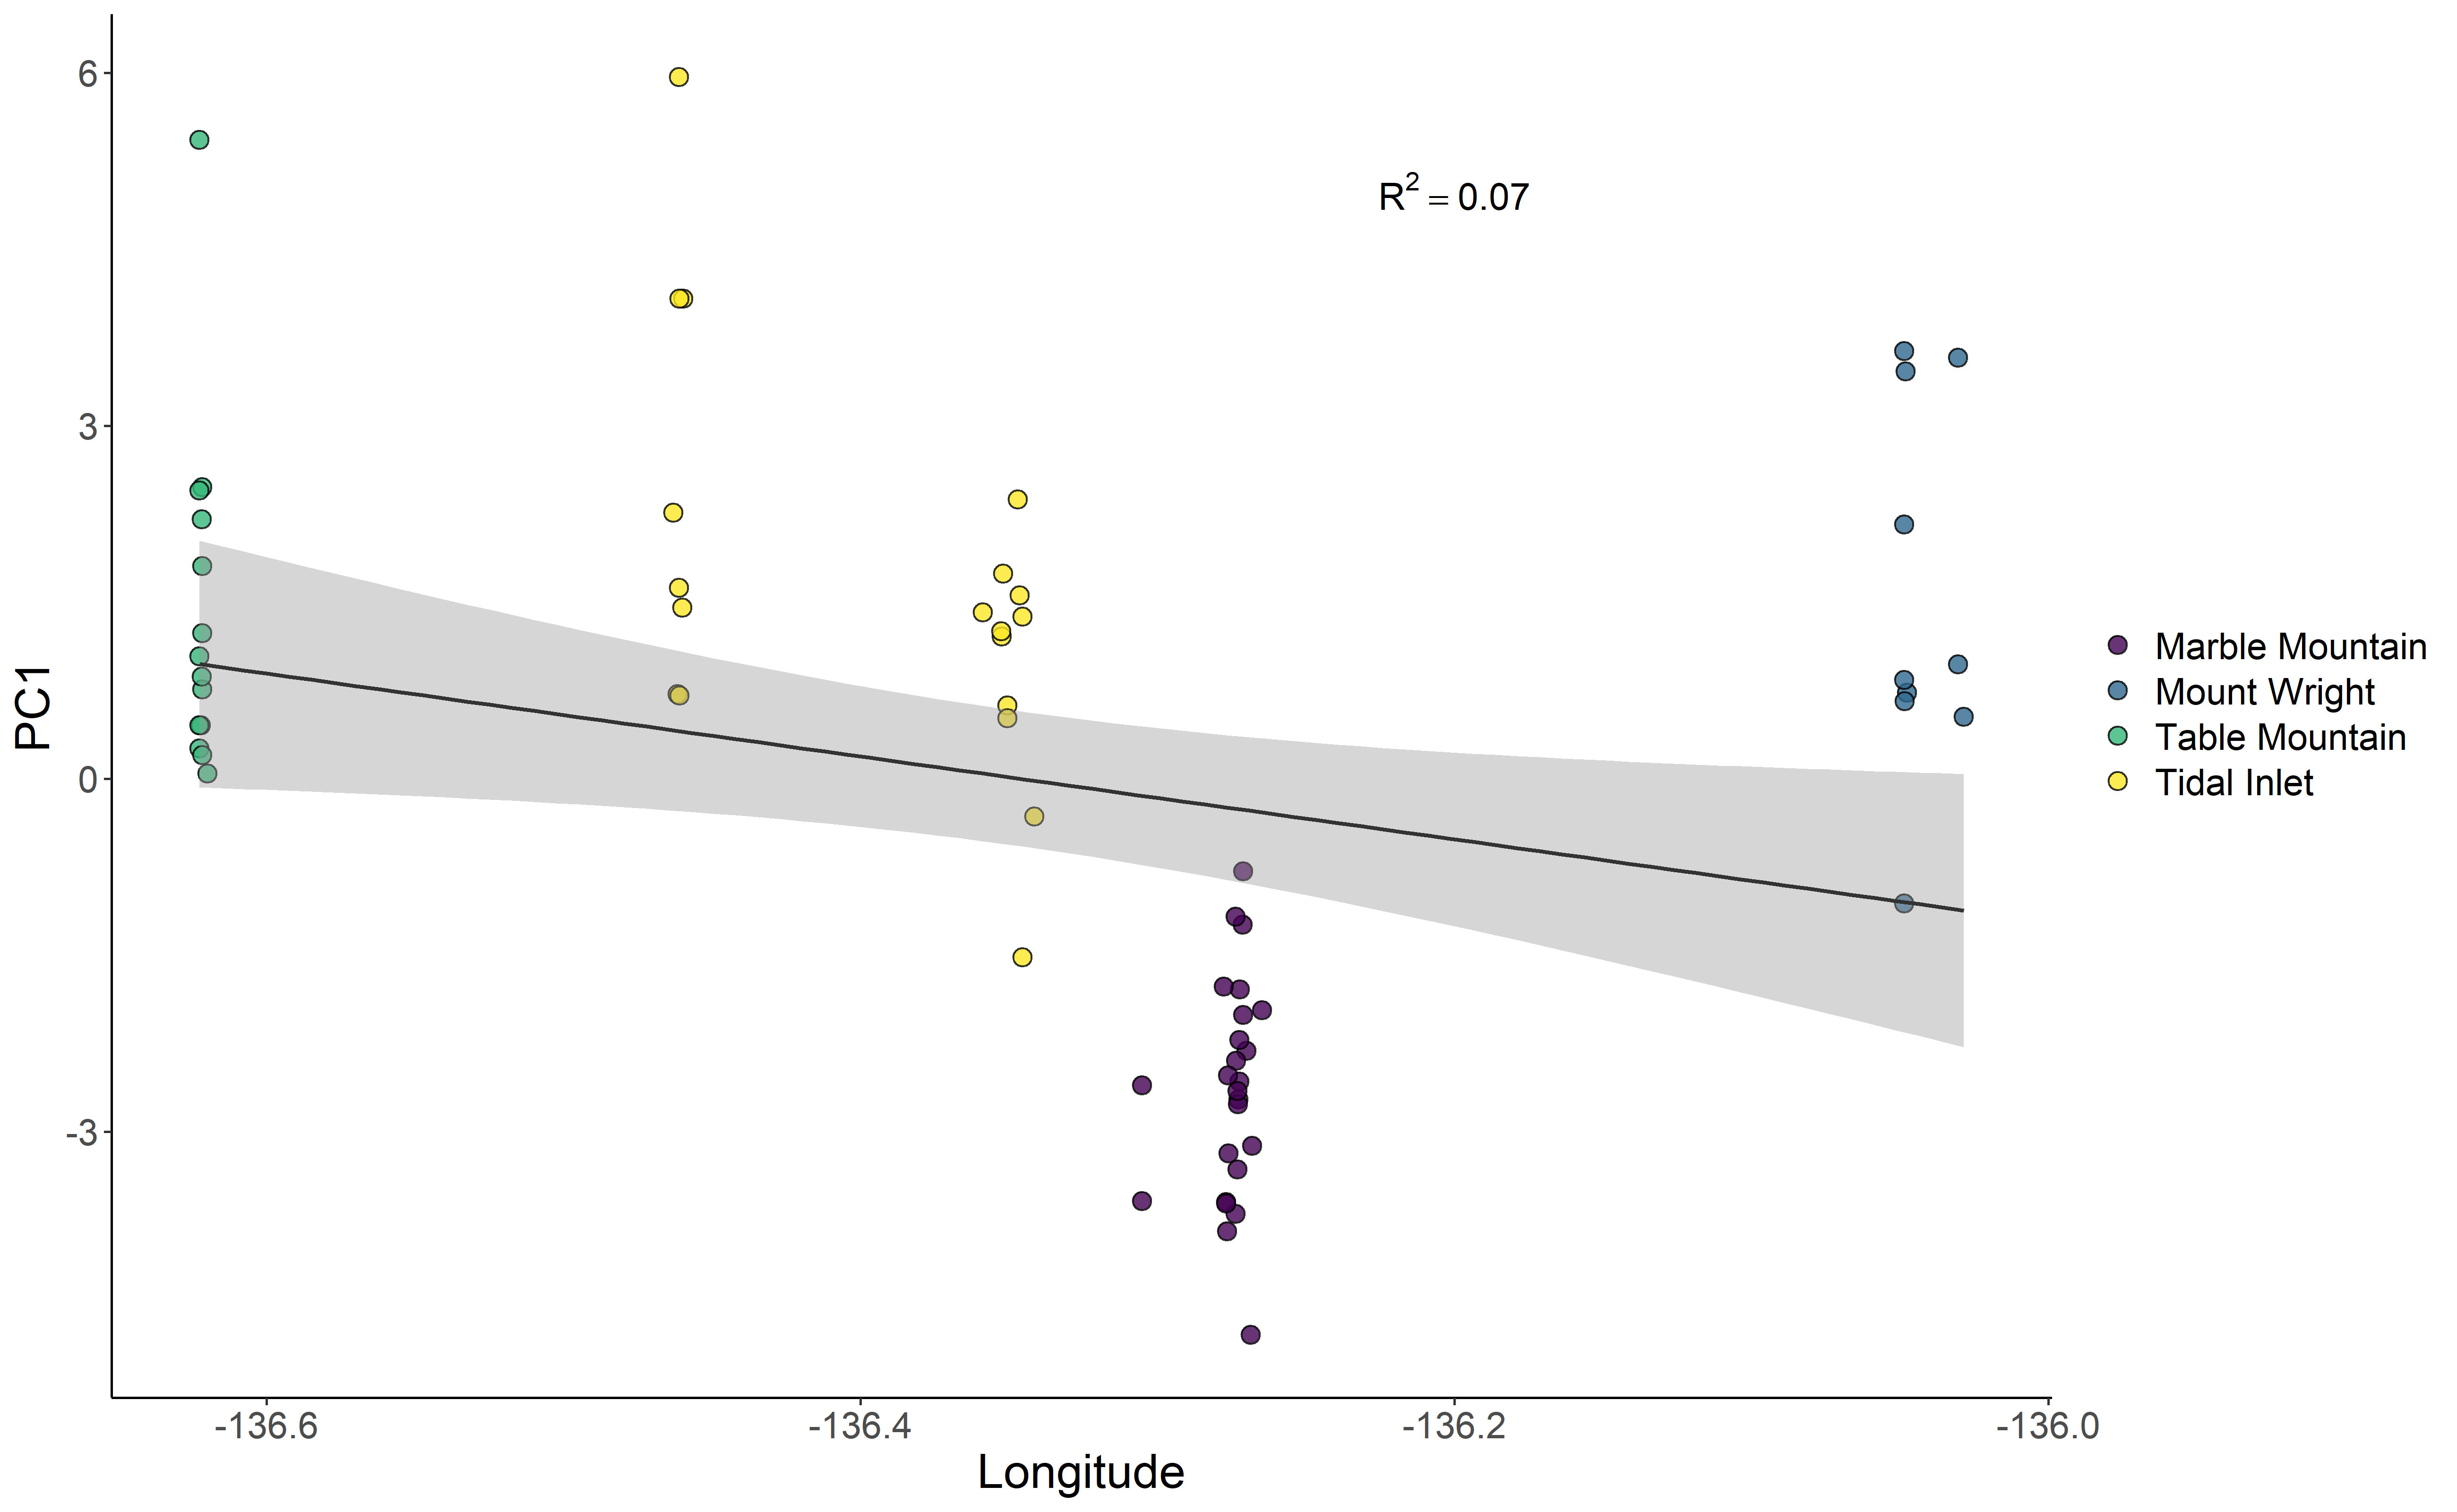 R² = 0.07
PC1
6
3
0
-3
-136.6
-136.4
-136.2
-136.0
Longitude
Marble Mountain
Mount Wright
Table Mountain
Tidal Inlet